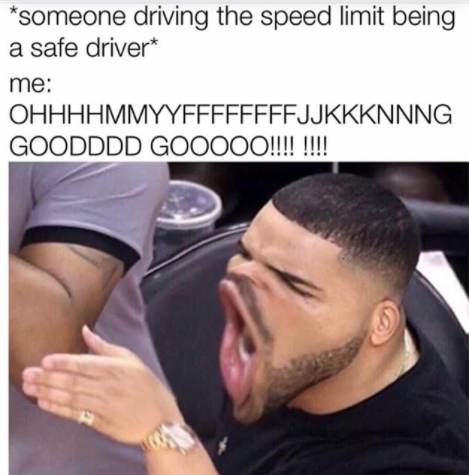 *someone driving the speed limit being
a safe driver*
me:
OHHHHMMYYFFFFFFFFJJKKKNNNG
GOODDDD GOOOOO!!!! !!!!